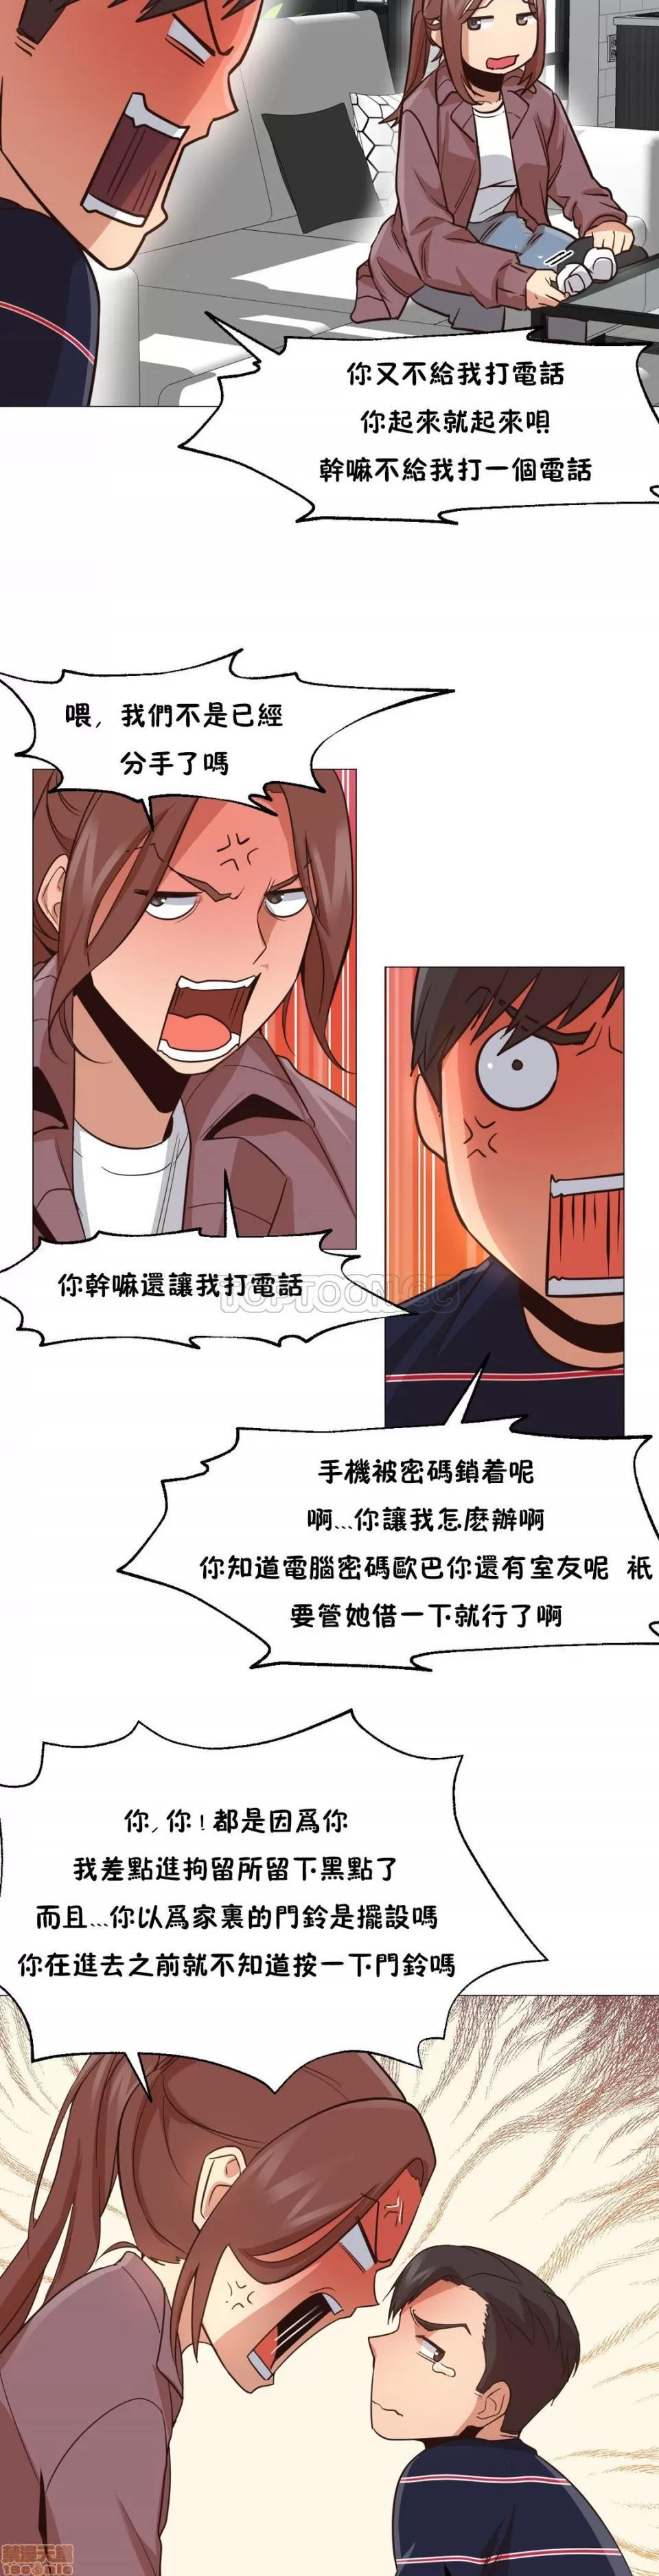 你又不給我打電話
你起來就起來唄
幹嘛不給我打一個電話
喂，我們不是已經
分手了嗎
你幹嘛還讓我打電話
TOPTOON.CC
手機被密碼鎖着呢
啊...你讓我怎麽辦啊
你知道電腦密碼歐巴你還有室友呢 祇
要管她借一下就行了啊
你,你!都是因爲你
我差點進拘留所留下黑點了
而且...你以爲家裏的門鈴是擺設嗎
你在進去之前就不知道按一下門鈴嗎